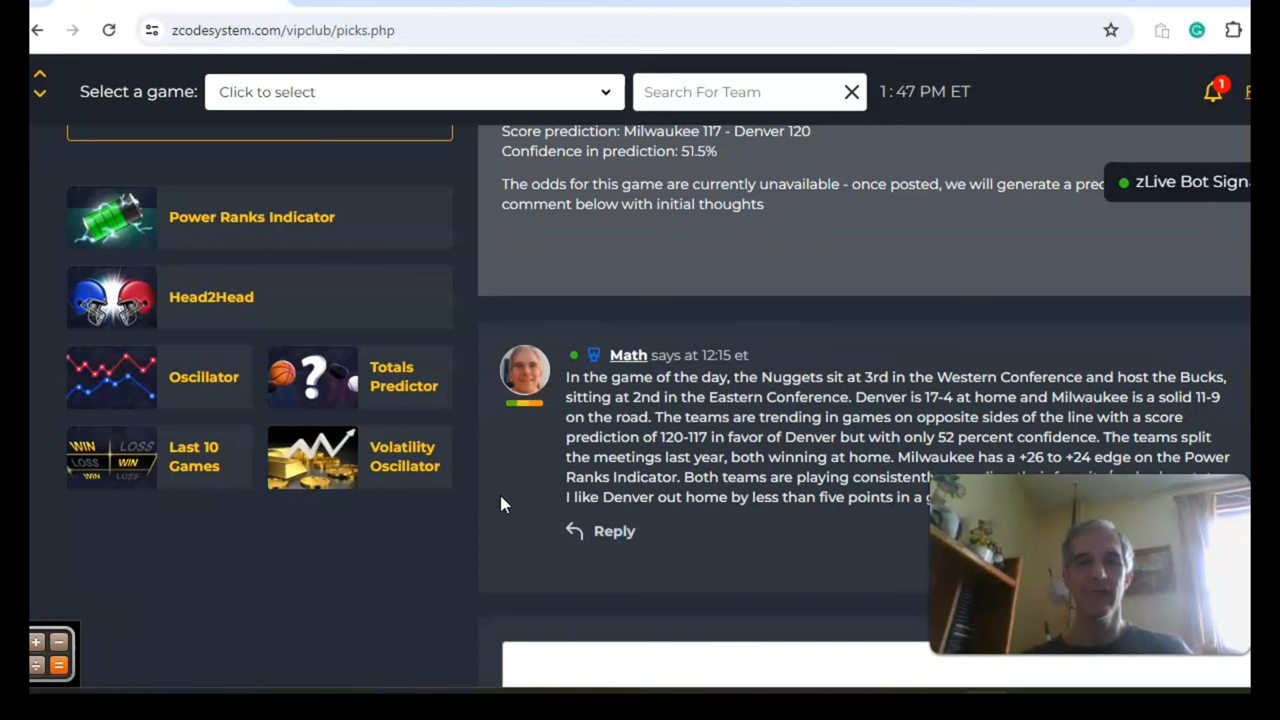 zcodesystem.com/vipclub/picks.php
Select a game: Click to select Search For Team 1:47 PM ET 1
Score prediction: Milwaukee 117 - Denver 120
Confidence in prediction: 51.5%
The odds for this game are currently unavailable - once posted, we will generate a
comment below with initial thoughts
zLive Bot Sign
Power Ranks Indicator
Head2Head
Oscillator
Totals
Predictor
WIN LOSS
LOSS WIN
WIN LOSS
Last 10
Games
Volatility
Oscillator
Math says at 12:15 et
In the game of the day, the Nuggets sit at 3rd in the Western Conference and host the Bucks,
sitting at 2nd in the Eastern Conference. Denver is 17-4 at home and Milwaukee is a solid 11-9
on the road. The teams are trending in games on opposite sides of the line with a score
prediction of 120-117 in favor of Denver but with only 52 percent confidence. The teams split
the meetings last year, both winning at home. Milwaukee has a +26 to +24 edge on the Power
Ranks Indicator. Both teams are playing consistently
I like Denver out home by less than five points in a
Reply